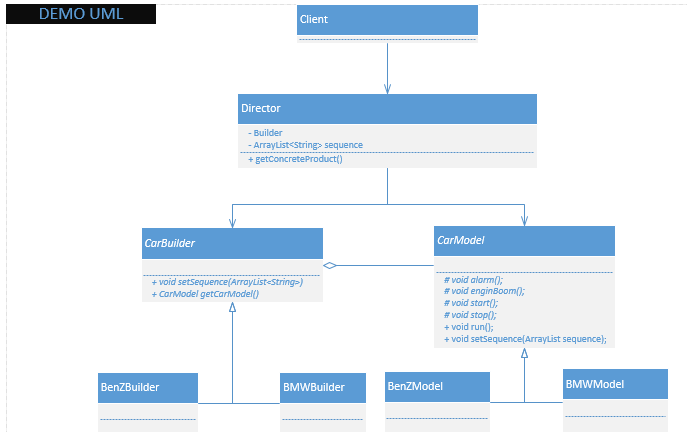 DEMO UML
Client
Director
- Builder
- ArrayList<String> sequence
+ getConcreteProduct()
CarBuilder
+ void setSequence(ArrayList<String>)
+ CarModel getCarModel()
CarModel
# void alarm();
# void enginBoom();
# void start();
# void stop();
+ void run();
+ void setSequence(ArrayList sequence);
BenZBuilder
BMWBuilder
BenZModel
BMWModel